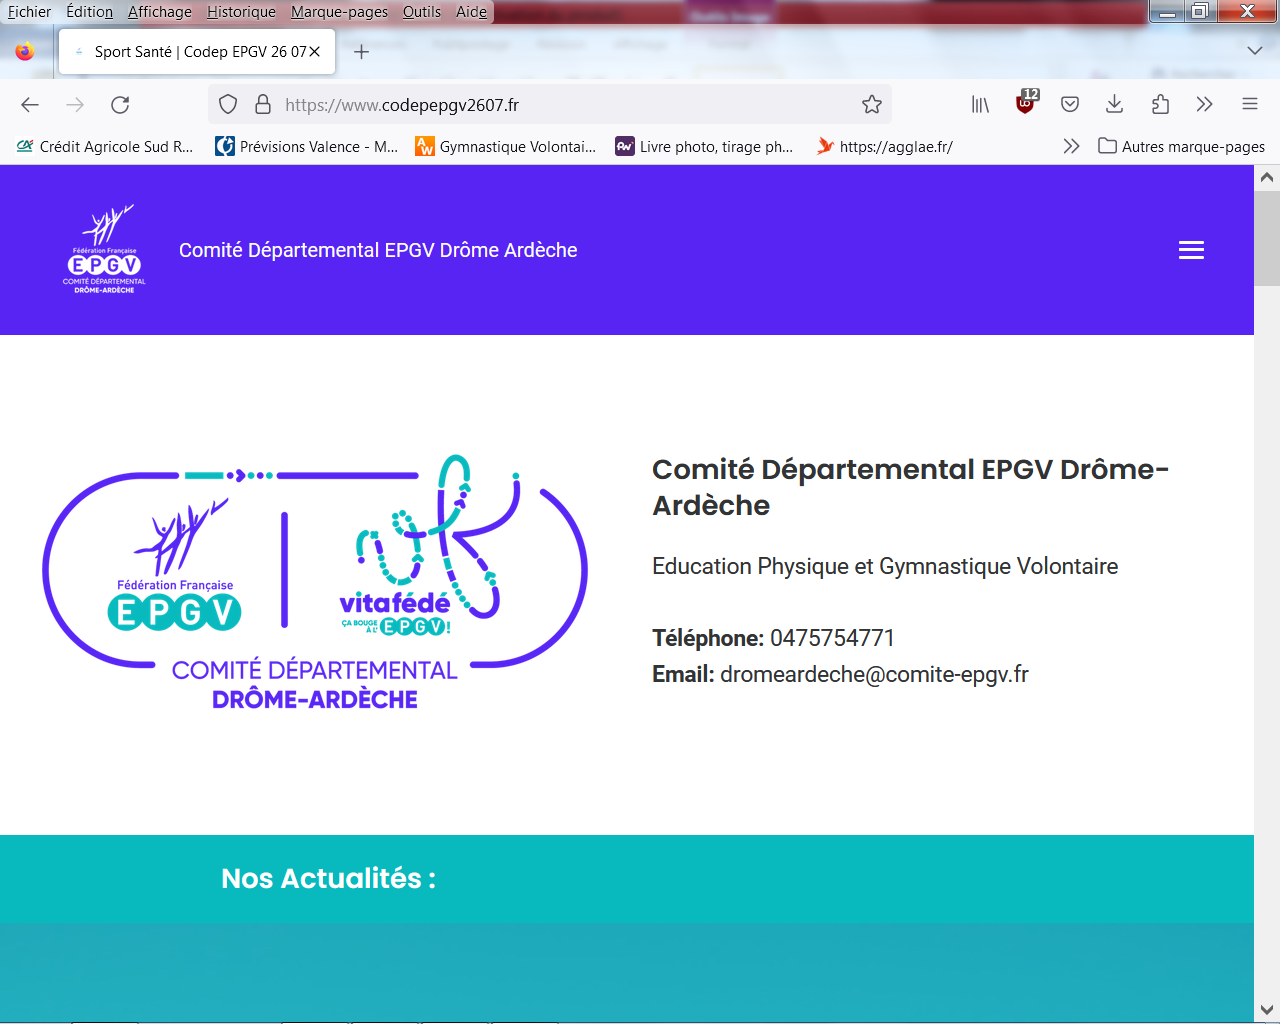 Fichier Édition Affichage Historique Marque-pages Outils Aide
Sport Santé | Codep EPGV 26 07
https://www.codepepgv2607.fr
12
Crédit Agricole Sud R... Prévisions Valence - M... Gymnastique Volontai... Livre photo, tirage ph... https://agglae.fr/ Autres marque-pages
Fédération Française
EPGV
COMITÉ DÉPARTEMENTAL
DRÔME-ARDÈCHE
Comité Départemental EPGV Drôme Ardèche
Fédération Française
EPGV
vitafédé
ÇA BOUGE À L'EPGV!
COMITÉ DÉPARTEMENTAL
DRÔME-ARDÈCHE
Comité Départemental EPGV Drôme-
Ardèche
Education Physique et Gymnastique Volontaire
Téléphone: 0475754771
Email: dromeardeche@comite-epgv.fr
Nos Actualités :